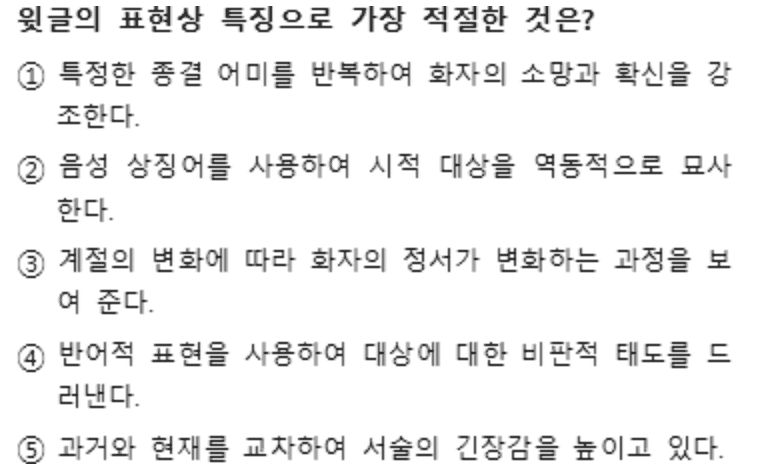 윗글의 표현상 특징으로 가장 적절한 것은?
① 특정한 종결 어미를 반복하여 화자의 소망과 확신을 강
조한다.
② 음성 상징어를 사용하여 시적 대상을 역동적으로 묘사
한다.
③ 계절의 변화에 따라 화자의 정서가 변화하는 과정을 보
여 준다.
④ 반어적 표현을 사용하여 대상에 대한 비판적 태도를 드
러낸다.
⑤ 과거와 현재를 교차하여 서술의 긴장감을 높이고 있다.